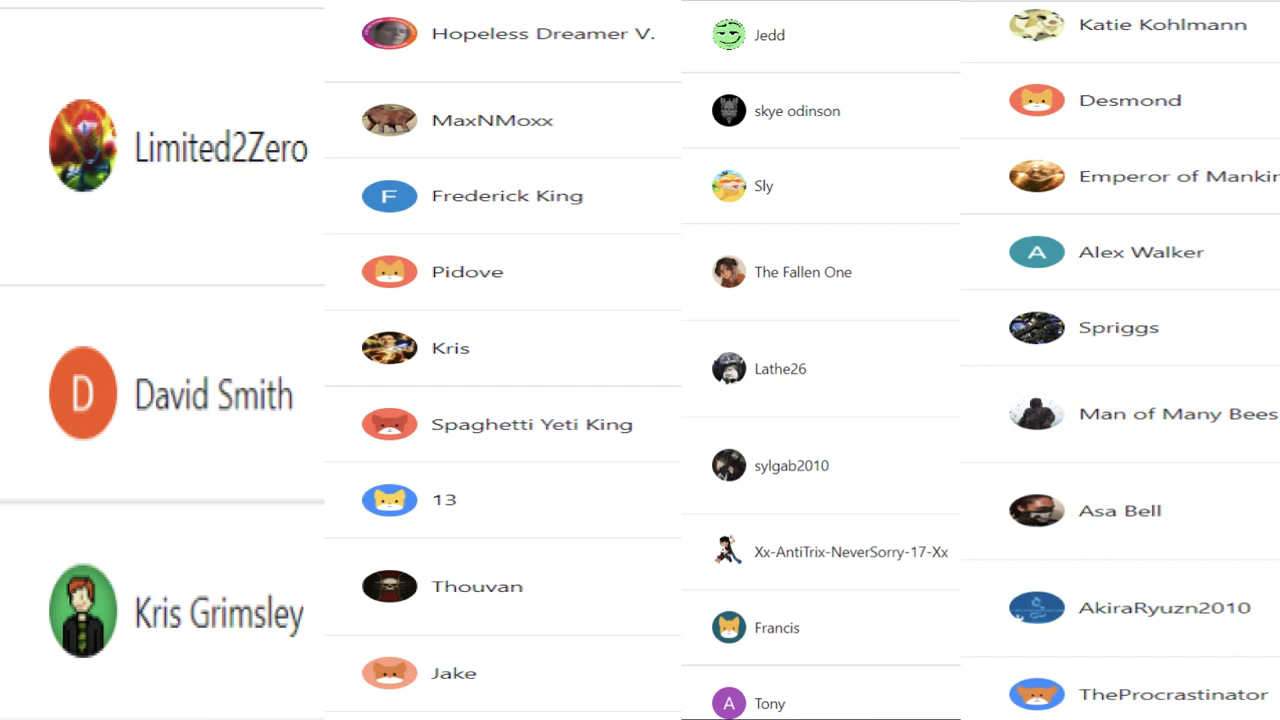 Limited2Zero
D
David Smith
Kris Grimsley
Hopeless Dreamer V.
MaxNMoxx
F
Frederick King
Pidove
Kris
Spaghetti Yeti King
13
Thouvan
Jake
Jedd
skye odinson
Sly
The Fallen One
Lathe26
sylgab2010
Xx-AntiTrix-NeverSorry-17-Xx
Francis
A
Tony
Katie Kohlmann
Desmond
Emperor of Mankin
A
Alex Walker
Spriggs
Man of Many Bees
Asa Bell
AkiraRyuzn2010
TheProcrastinator